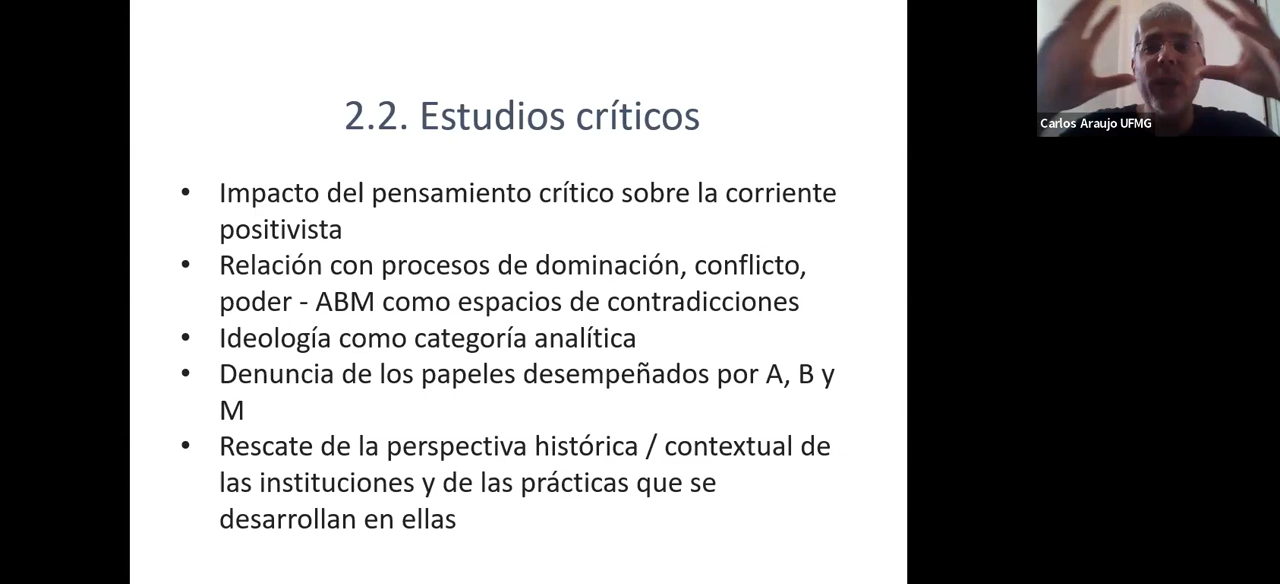 2.2. Estudios críticos
• Impacto del pensamiento crítico sobre la corriente
positivista
• Relación con procesos de dominación, conflicto,
poder - ABM como espacios de contradicciones
• Ideología como categoría analítica
• Denuncia de los papeles desempeñados por A, B y
M
• Rescate de la perspectiva histórica / contextual de
las instituciones y de las prácticas que se
desarrollan en ellas
Carlos Araujo UFMG